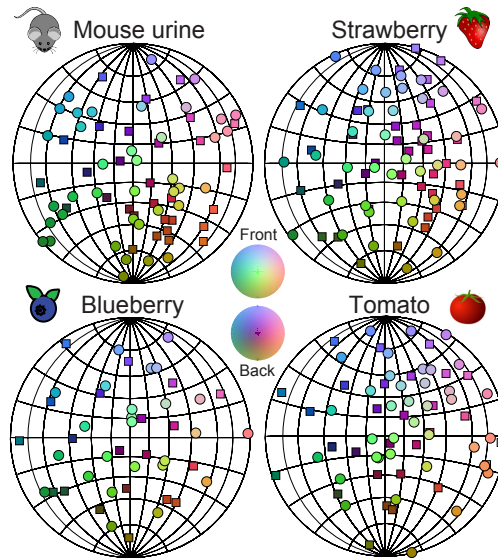 Mouse urine
Strawberry
Front
Blueberry
Tomato
Back